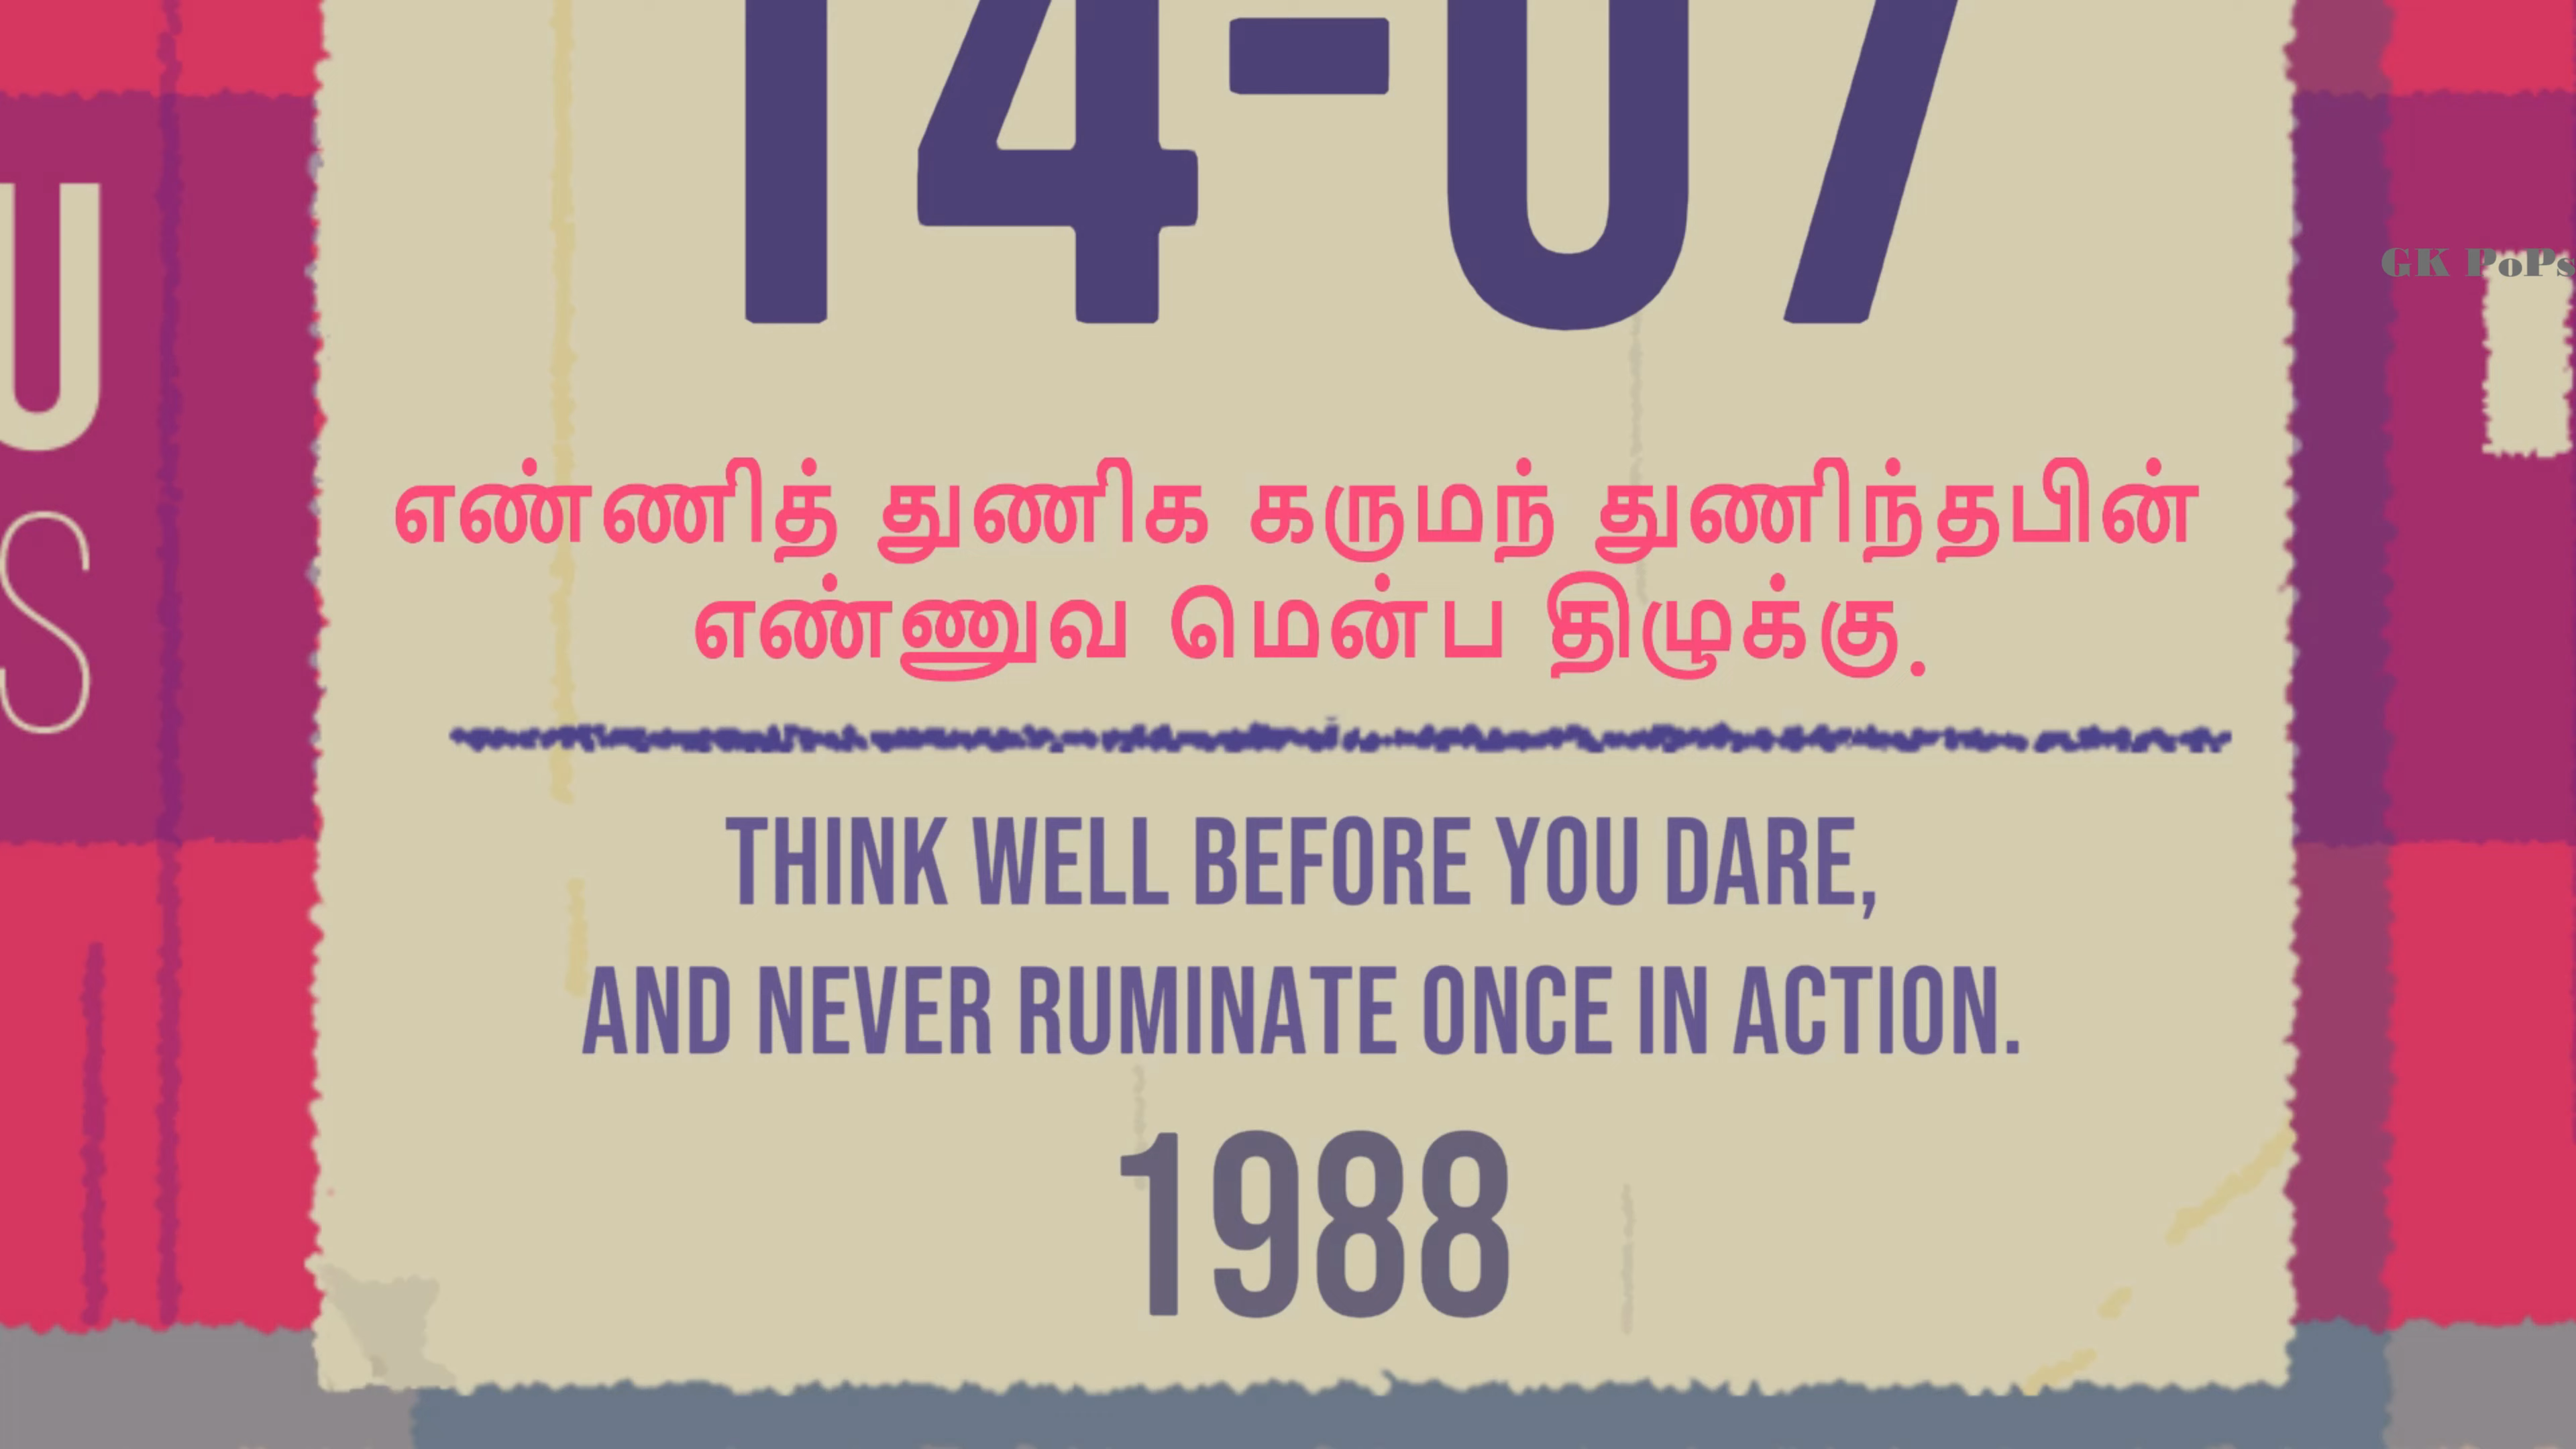 14-07
U
S
GK PoPs
எண்ணித் துணிக கருமந் துணிந்தபின்
எண்ணுவ மென்ப திழுக்கு.
THINK WELL BEFORE YOU DARE,
AND NEVER RUMINATE ONCE IN ACTION.
1988